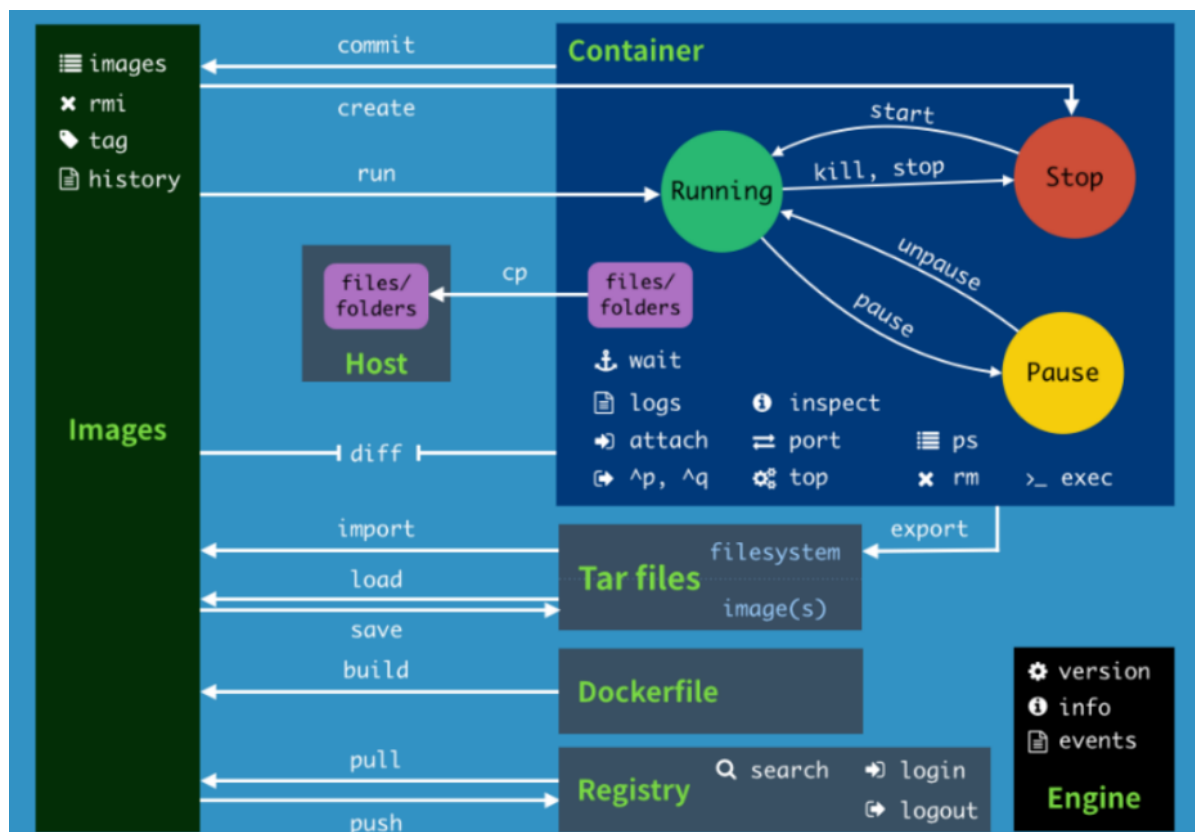 images
rmi
tag
history
Images
commit
create
run
Container
start
kill, stop
Running
Stop
unpause
pause
Pause
files/
folders
Host
cp
files/
folders
wait
logs
inspect
attach
port
ps
^p, ^q
top
rm
>_ exec
diff
import
load
save
export
filesystem
Tar files
image(s)
build
Dockerfile
pull
push
Registry
search
login
logout
version
info
events
Engine